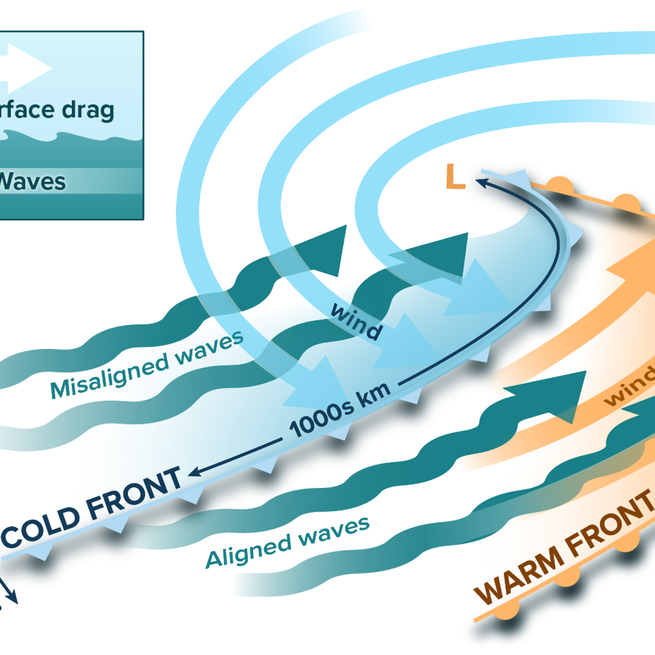 rface drag
Waves
L
wind
Misaligned waves
1000s km
wind
COLD FRONT
Aligned waves
WARM FRONT